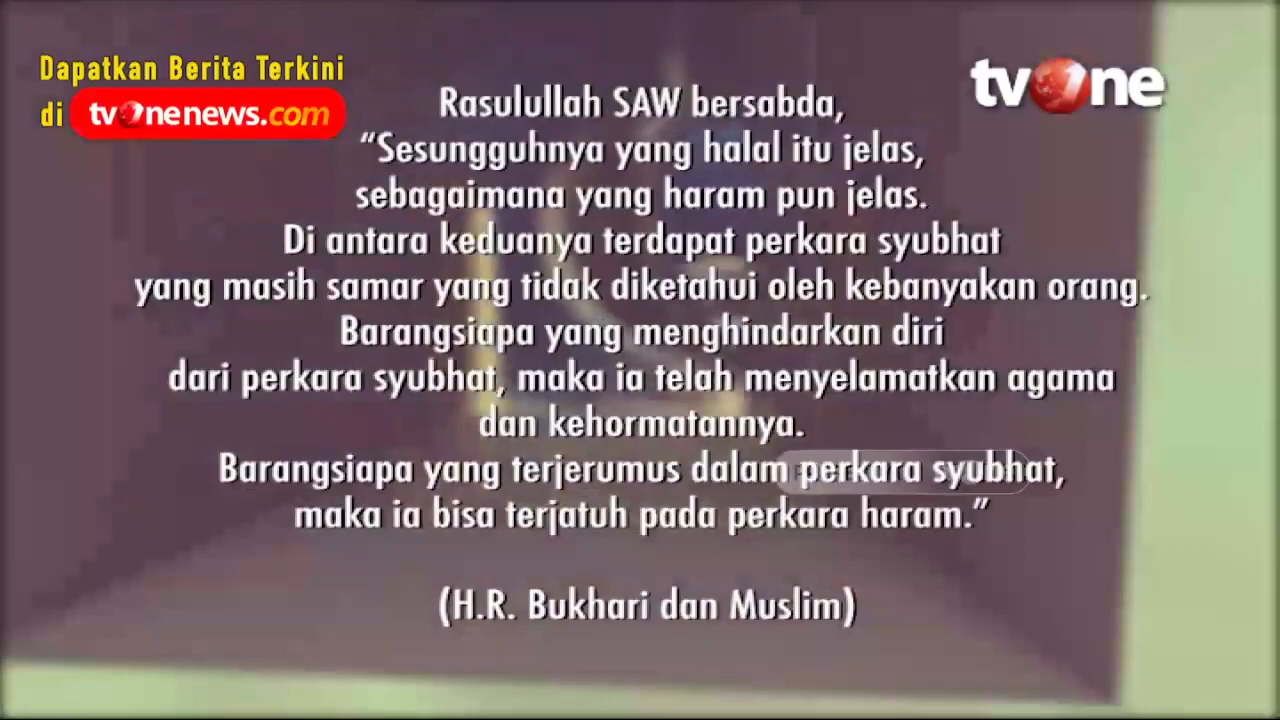 Dapatkan Berita Terkini
di tvOnenews.com
tvOne
Rasulullah SAW bersabda,
“Sesungguhnya yang halal itu jelas,
sebagaimana yang haram pun jelas.
Di antara keduanya terdapat perkara syubhat
yang masih samar yang tidak diketahui oleh kebanyakan orang.
Barangsiapa yang menghindarkan diri
dari perkara syubhat, maka ia telah menyelamatkan agama
dan kehormatannya.
Barangsiapa yang terjerumus dalam perkara syubhat,
maka ia bisa terjatuh pada perkara haram.”
(H.R. Bukhari dan Muslim)